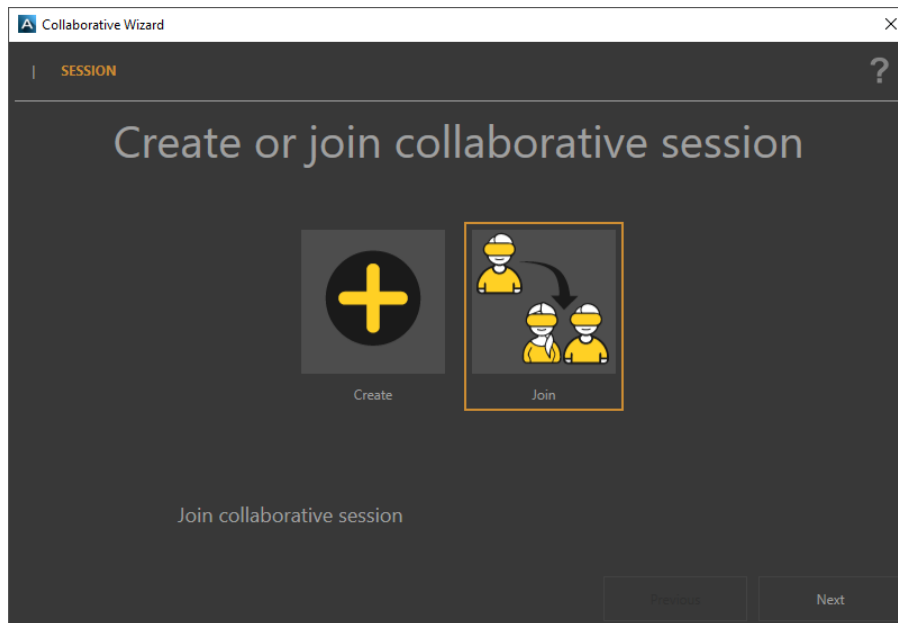 Collaborative Wizard
SESSION
?
Create or join collaborative session
Create
Join
Join collaborative session
Previous
Next